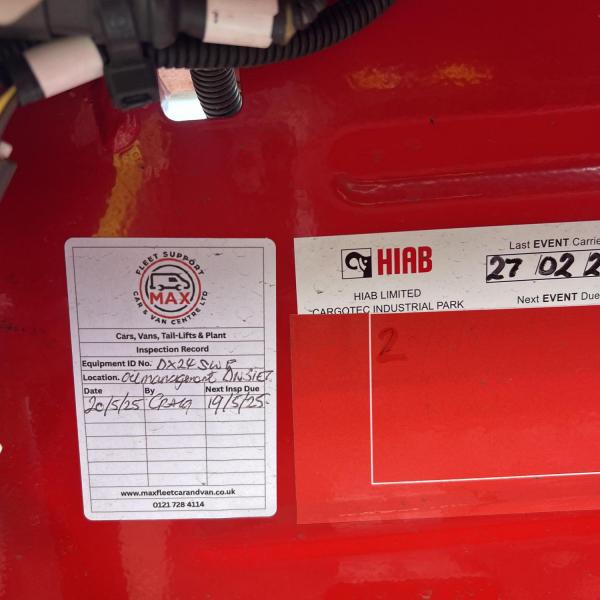 FLEET SUPPORT
MAX
CAR & VAN CENTRE LTD
Cars, Vans, Tail-Lifts & Plant
Inspection Record
Equipment ID No. DX24 SWR
Location.
Date By Next Insp Due
20/5/25 CRAIG 19/5/25
www.maxfleetcarandvan.co.uk
0121 728 4114
HIAB
HIAB LIMITED
CARGOTEC INDUSTRIAL PARK
Last EVENT Carrie
27 02 2
Next EVENT Due
2